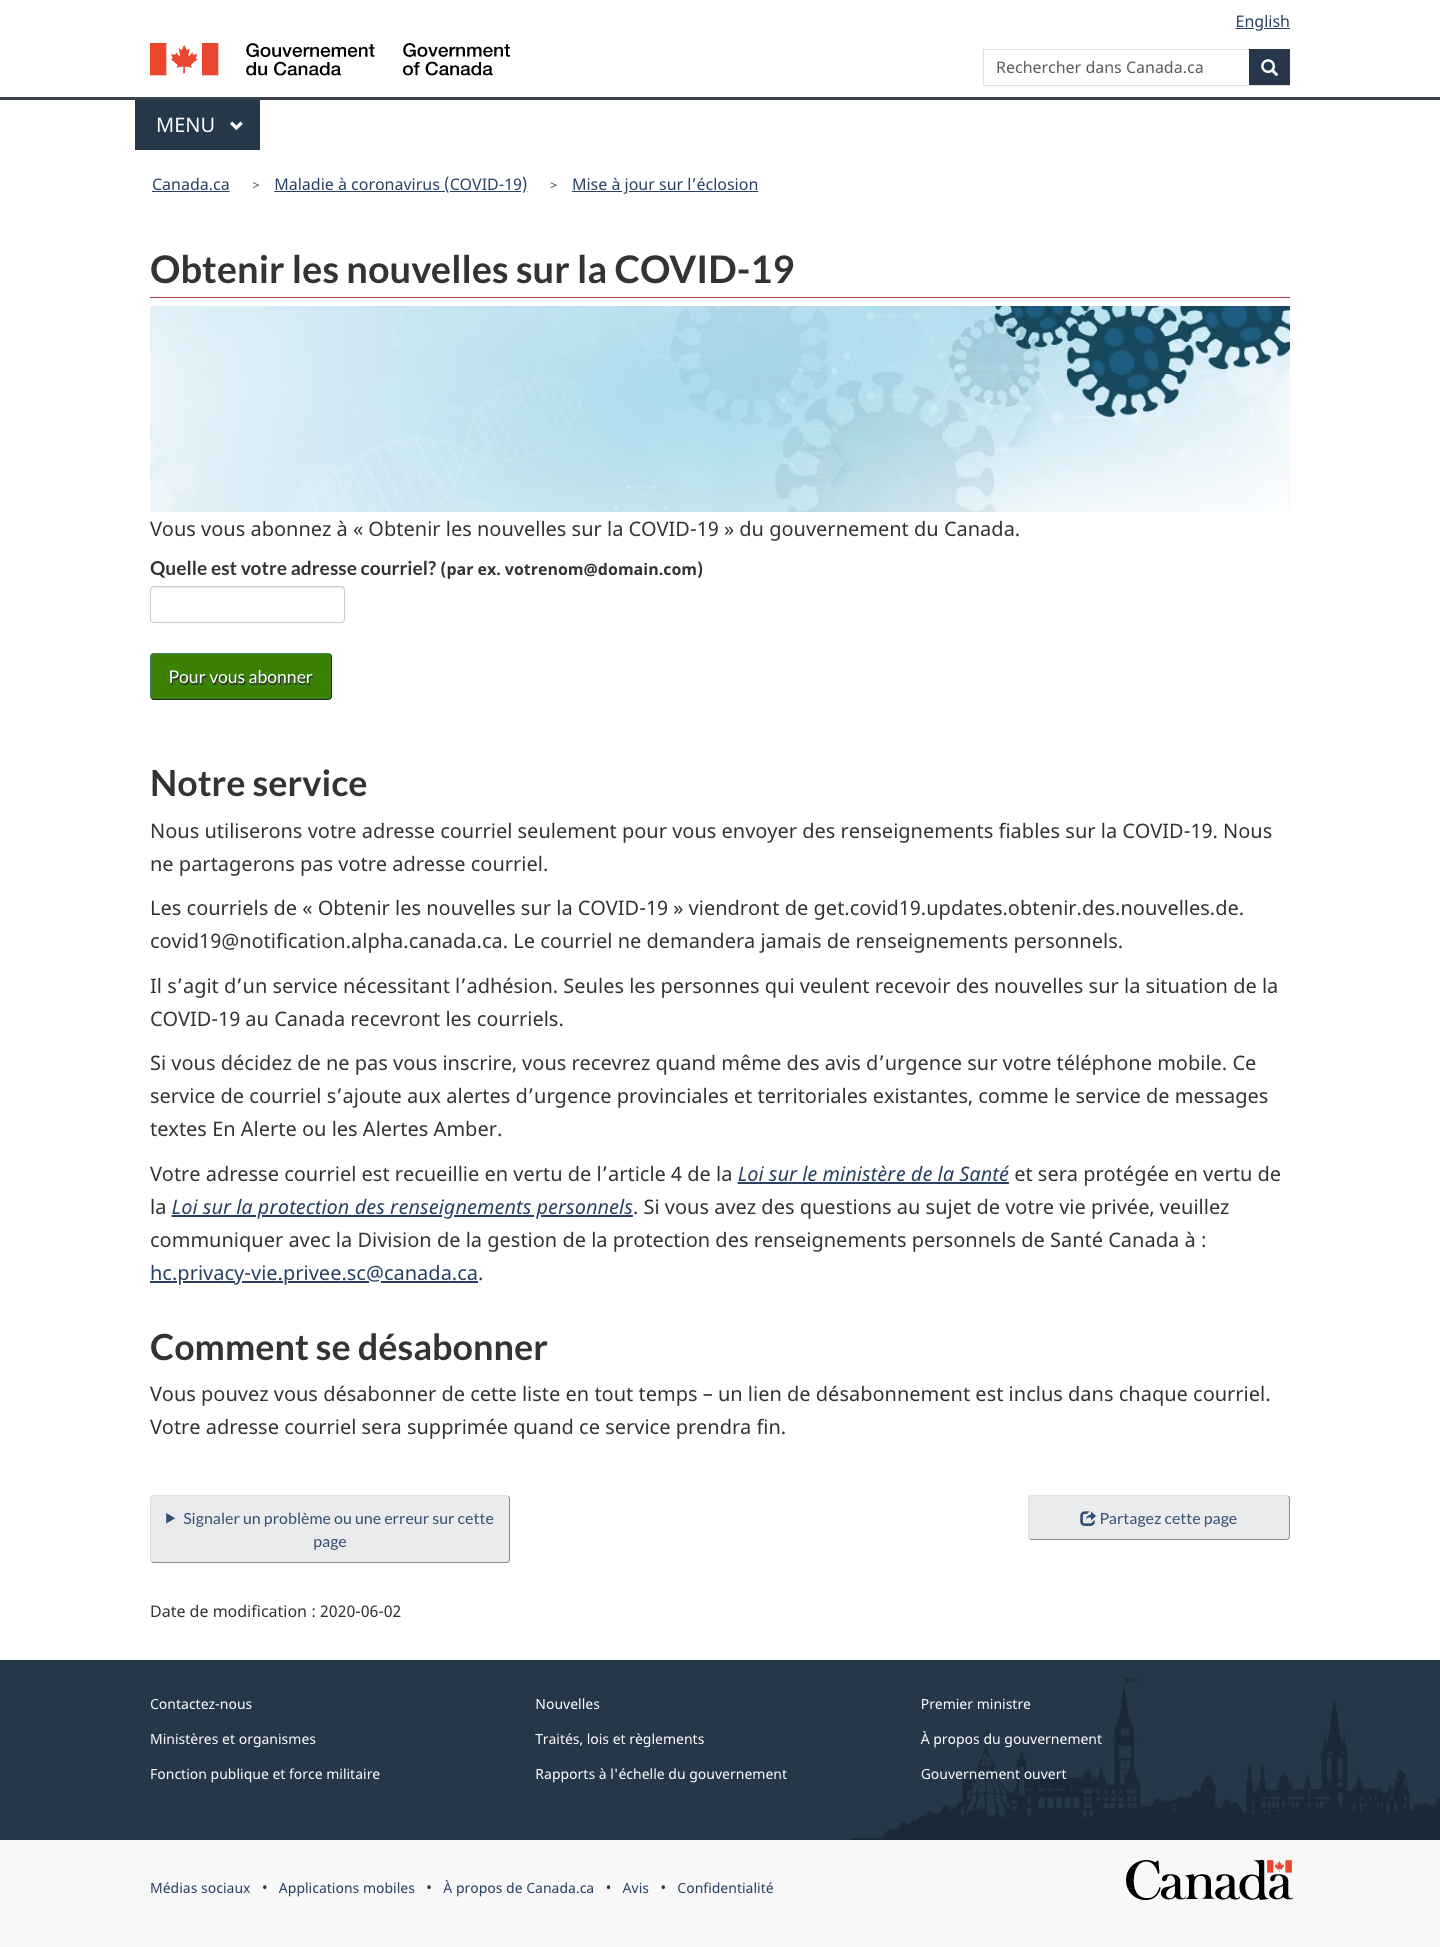 English
Gouvernement
du Canada
Government
of Canada
Rechercher dans Canada.ca
MENU
Canada.ca > Maladie à coronavirus (COVID-19) > Mise à jour sur l’éclosion
Obtenir les nouvelles sur la COVID-19
Vous vous abonnez à « Obtenir les nouvelles sur la COVID-19 » du gouvernement du Canada.
Quelle est votre adresse courriel? (par ex. votrenom@domain.com)
Pour vous abonner
Notre service
Nous utiliserons votre adresse courriel seulement pour vous envoyer des renseignements fiables sur la COVID-19. Nous
ne partagerons pas votre adresse courriel.
Les courriels de « Obtenir les nouvelles sur la COVID-19 » viendront de get.covid19.updates.obtenir.des.nouvelles.de.
covid19@notification.alpha.canada.ca. Le courriel ne demandera jamais de renseignements personnels.
Il s’agit d’un service nécessitant l’adhésion. Seules les personnes qui veulent recevoir des nouvelles sur la situation de la
COVID-19 au Canada recevront les courriels.
Si vous décidez de ne pas vous inscrire, vous recevrez quand même des avis d’urgence sur votre téléphone mobile. Ce
service de courriel s’ajoute aux alertes d’urgence provinciales et territoriales existantes, comme le service de messages
textes En Alerte ou les Alertes Amber.
Votre adresse courriel est recueillie en vertu de l’article 4 de la Loi sur le ministère de la Santé et sera protégée en vertu de
la Loi sur la protection des renseignements personnels. Si vous avez des questions au sujet de votre vie privée, veuillez
communiquer avec la Division de la gestion de la protection des renseignements personnels de Santé Canada à :
hc.privacy-vie.privee.sc@canada.ca.
Comment se désabonner
Vous pouvez vous désabonner de cette liste en tout temps – un lien de désabonnement est inclus dans chaque courriel.
Votre adresse courriel sera supprimée quand ce service prendra fin.
Signaler un problème ou une erreur sur cette
page
Partagez cette page
Date de modification : 2020-06-02
Contactez-nous
Nouvelles
Premier ministre
Ministères et organismes
Traités, lois et règlements
À propos du gouvernement
Fonction publique et force militaire
Rapports à l'échelle du gouvernement
Gouvernement ouvert
Médias sociaux • Applications mobiles • À propos de Canada.ca • Avis • Confidentialité
Canada